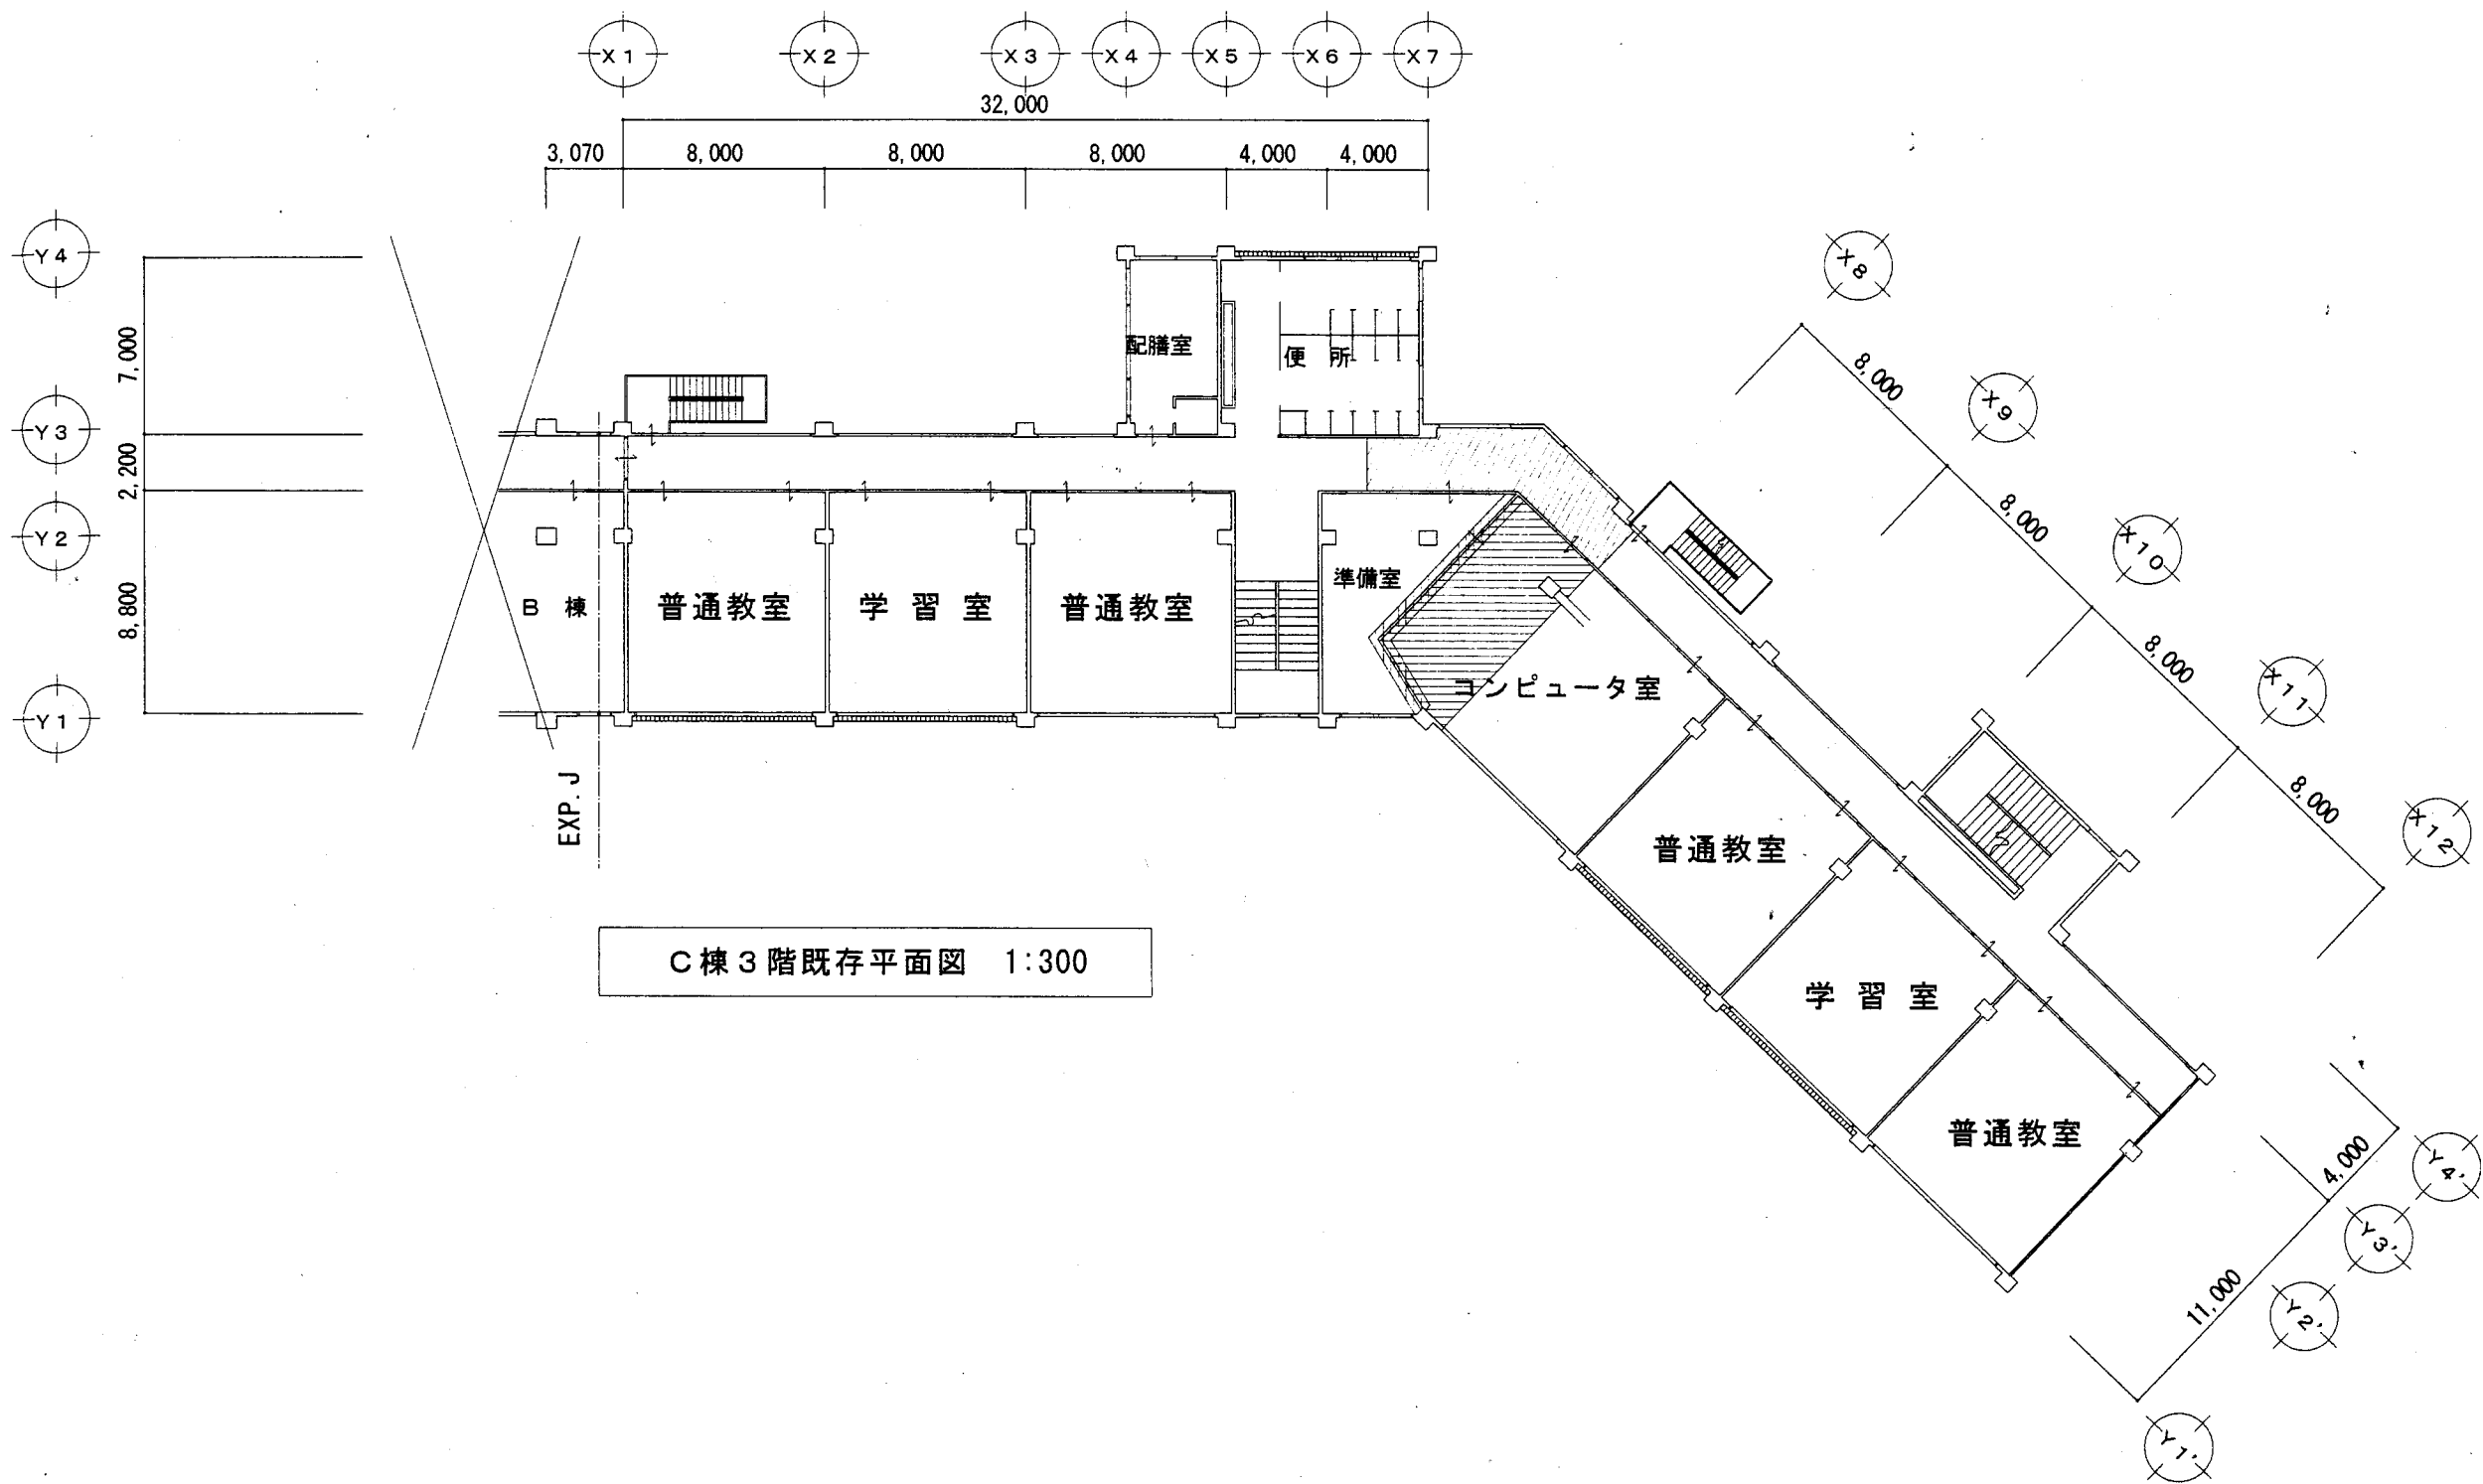 X1 X2 X3 X4 X5 X6 X7
32,000
3,070 8,000 8,000 8,000 4,000 4,000
Y4
Y3
Y2
Y1
7,000
2,200
8,800
X8
X9
X10
X11
X12
8,000
8,000
8,000
8,000
配膳室
便 所
準備室
B 棟
普通教室
学 習 室
普通教室
コンピュータ室
普通教室
学 習 室
普通教室
EXP. J
C棟3階既存平面図 1:300
4,000
11,000
Y4'
Y3'
Y2'
Y1'